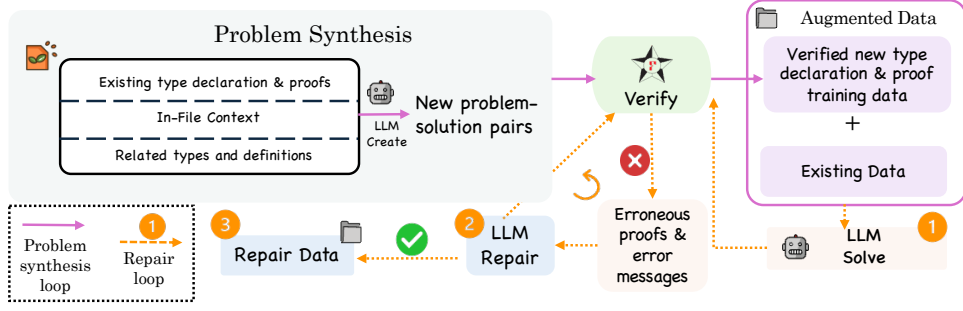 Problem Synthesis
Existing type declaration & proofs
In-File Context
Related types and definitions
LLM
Create
New problem-
solution pairs
Verify
Augmented Data
Verified new type
declaration & proof
training data
+
Existing Data
1
LLM
Solve
Erroneous
proofs &
error
messages
2
LLM
Repair
3
Repair Data
Problem
synthesis
loop
1
Repair
loop